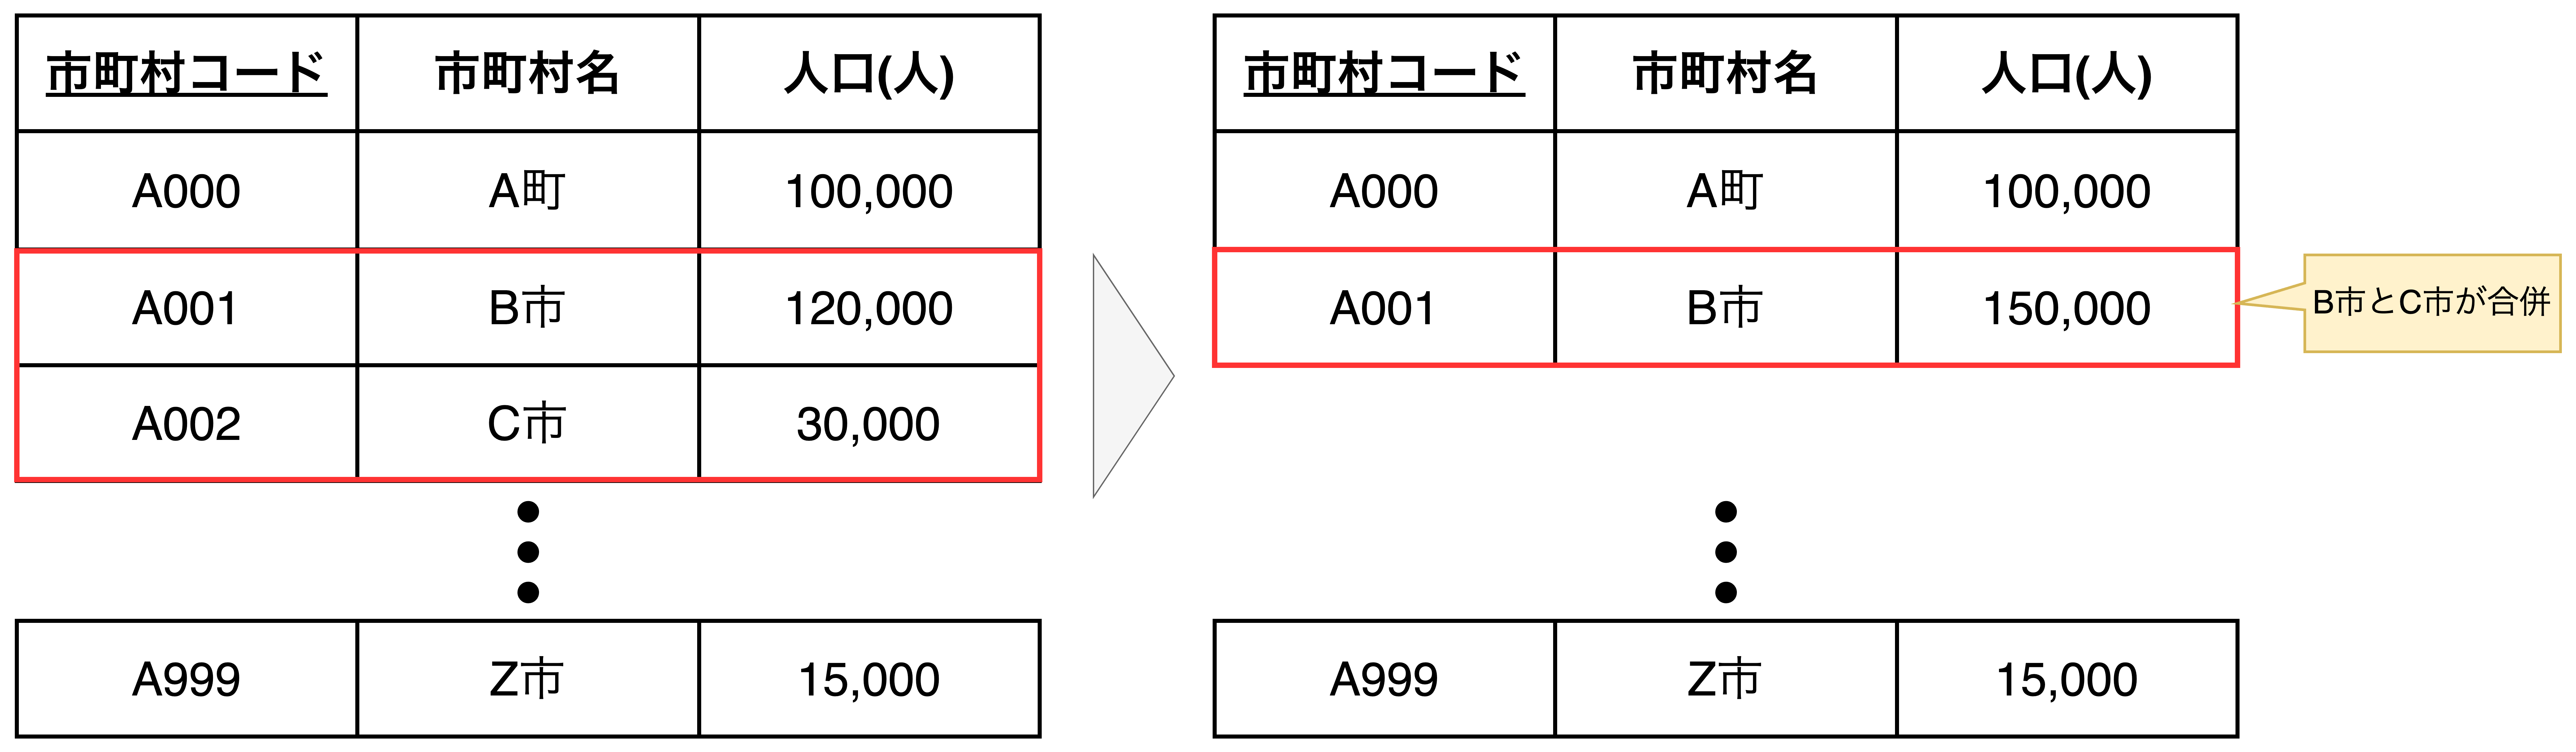 市町村コード 市町村名 人口(人)
A000 A町 100,000
A001 B市 120,000
A002 C市 30,000
A999 Z市 15,000
市町村コード 市町村名 人口(人)
A000 A町 100,000
A001 B市 150,000
B市とC市が合併
A999 Z市 15,000